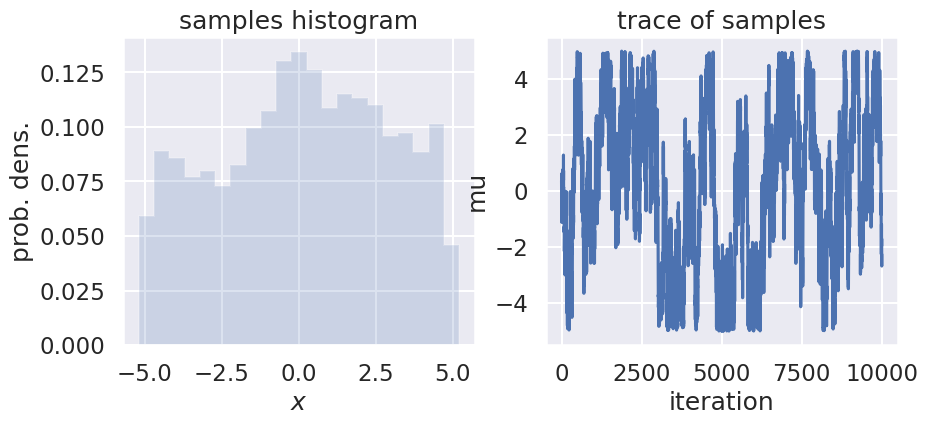 samples histogram
prob. dens.
0.125
0.100
0.075
0.050
0.025
0.000
−5.0 −2.5 0.0 2.5 5.0
x
trace of samples
mu
4
2
0
−2
−4
0 2500 5000 7500 10000
iteration